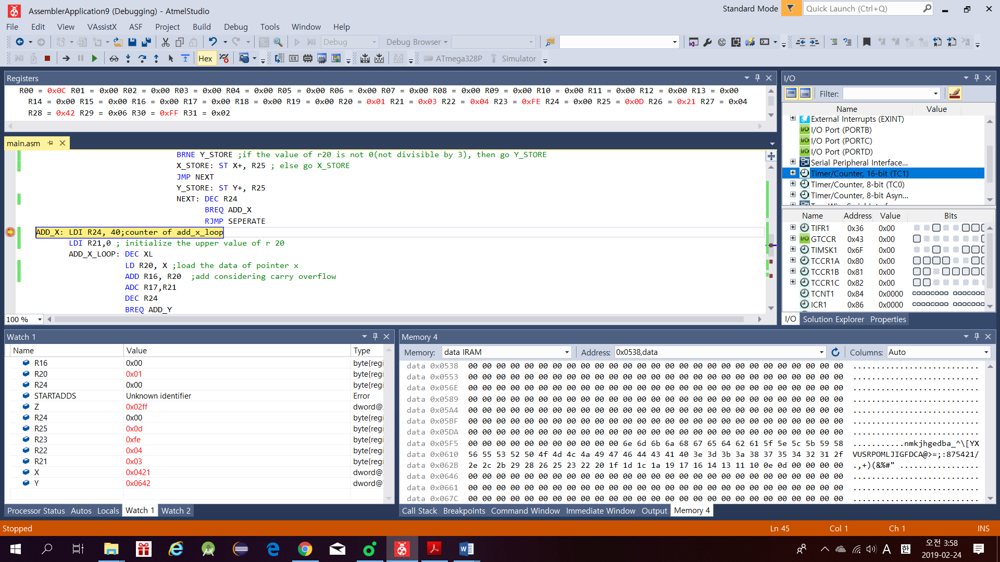 AssemblerApplication9 (Debugging) - AtmelStudio
Standard Mode
Quick Launch (Ctrl+Q)
File Edit View VAssistX ASF Project Build Debug Tools Window Help
Debug Debug Browser
Hex ATmega328P Simulator
Registers
R00 = 0x0C R01 = 0x00 R02 = 0x00 R03 = 0x00 R04 = 0x00 R05 = 0x00 R06 = 0x00 R07 = 0x00 R08 = 0x00 R09 = 0x00 R10 = 0x00 R11 = 0x00 R12 = 0x00 R13 = 0x00
R14 = 0x00 R15 = 0x00 R16 = 0x00 R17 = 0x00 R18 = 0x00 R19 = 0x00 R20 = 0x01 R21 = 0x03 R22 = 0x04 R23 = 0xFE R24 = 0x00 R25 = 0x0D R26 = 0x21 R27 = 0x04
R28 = 0x42 R29 = 0x06 R30 = 0xFF R31 = 0x02
main.asm
BRNE Y_STORE ;if the value of r20 is not 0(not divisible by 3), then go Y_STORE
X_STORE: ST X+, R25 ; else go X_STORE
JMP NEXT
Y_STORE: ST Y+, R25
NEXT: DEC R24
BREQ ADD_X
RJMP SEPERATE
ADD_X: LDI R24, 40;counter of add_x_loop
LDI R21,0 ; initialize the upper value of r 20
ADD_X_LOOP: DEC XL
LD R20, X ;load the data of pointer x
ADD R16, R20 ;add considering carry overflow
ADC R17,R21
DEC R24
BREQ ADD_Y
100 %
I/O
Filter:
Name Value
External Interrupts (EXINT)
I/O Port (PORTB)
I/O Port (PORTC)
I/O Port (PORTD)
Serial Peripheral Interface...
Timer/Counter, 16-bit (TC1)
Timer/Counter, 8-bit (TC0)
Timer/Counter, 8-bit Asyn...
Name Address Value Bits
TIFR1 0x36 0x00
I/O GTCCR 0x43 0x00
TIMSK1 0x6F 0x00
TCCR1A 0x80 0x00
TCCR1B 0x81 0x00
TCCR1C 0x82 0x00
TCNT1 0x84 0x0000
ICR1 0x86 0x0000
I/O Solution Explorer Properties
Watch 1
Name Value Type
R16 0x00 byte{regi
R20 0x01 byte{regi
R24 0x00 byte{regi
STARTADDS Unknown identifier Error
Z 0x02ff dword@
R24 0x00 byte{regi
R25 0x0d byte{regi
R23 0xfe byte{regi
R22 0x04 byte{regi
R21 0x03 byte{regi
X 0x0421 dword@
Y 0x0642 dword@
Processor Status Autos Locals Watch 1 Watch 2
Memory 4
Memory: data IRAM Address: 0x0538,data Columns: Auto
data 0x0538 00 00 00 00 00 00 00 00 00 00 00 00 00 00 00 00 00 00 00 00 00 00 00 00 00 00 00 ...........................
data 0x0553 00 00 00 00 00 00 00 00 00 00 00 00 00 00 00 00 00 00 00 00 00 00 00 00 00 00 00 ...........................
data 0x056E 00 00 00 00 00 00 00 00 00 00 00 00 00 00 00 00 00 00 00 00 00 00 00 00 00 00 00 ...........................
data 0x0589 00 00 00 00 00 00 00 00 00 00 00 00 00 00 00 00 00 00 00 00 00 00 00 00 00 00 00 ...........................
data 0x05A4 00 00 00 00 00 00 00 00 00 00 00 00 00 00 00 00 00 00 00 00 00 00 00 00 00 00 00 ...........................
data 0x05BF 00 00 00 00 00 00 00 00 00 00 00 00 00 00 00 00 00 00 00 00 00 00 00 00 00 00 00 ...........................
data 0x05DA 00 00 00 00 00 00 00 00 00 00 00 00 00 00 00 00 00 00 00 00 00 00 00 00 00 00 00 ...........................
data 0x05F5 00 00 00 00 00 00 00 00 00 00 00 6e 6d 6b 6a 68 67 65 64 62 61 5f 5e 5c 5b 59 58 ...........nmkjhgedba_^\[YX
data 0x0610 56 55 53 52 50 4f 4d 4c 4a 49 47 46 44 43 41 40 3e 3d 3b 3a 38 37 35 34 32 31 2f VUSRPOMLJIGFDCA@>=;:875421/
data 0x062B 2e 2c 2b 29 28 26 25 23 22 20 1f 1d 1c 1a 19 17 16 14 13 11 10 0e 0d 00 00 00 00 .,+)(&%#" .................
data 0x0646 00 00 00 00 00 00 00 00 00 00 00 00 00 00 00 00 00 00 00 00 00 00 00 00 00 00 00 ...........................
data 0x0661 00 00 00 00 00 00 00 00 00 00 00 00 00 00 00 00 00 00 00 00 00 00 00 00 00 00 00 ...........................
data 0x067C 00 00 00 00 00 00 00 00 00 00 00 00 00 00 00 00 00 00 00 00 00 00 00 00 00 00 00 ...........................
Call Stack Breakpoints Command Window Immediate Window Output Memory 4
Stopped Ln 45 Col 1 Ch 1 INS
A 한 오전 3:58
2019-02-24